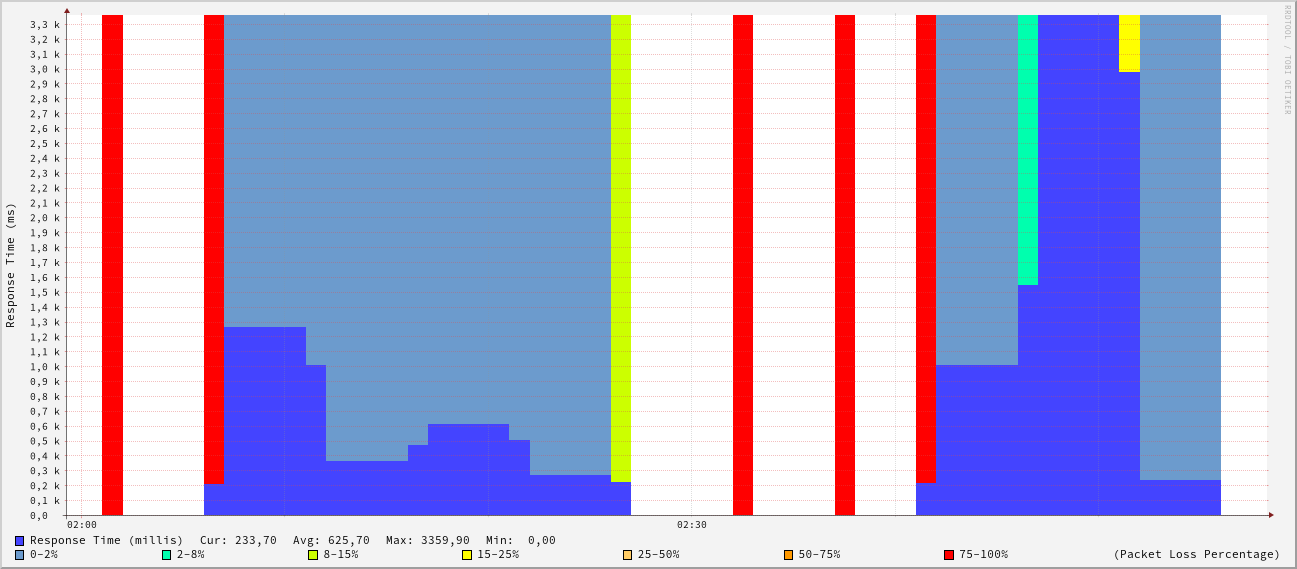 RRDTOOL / TOBI OETIKER
Response Time (ms)
3,3 k
3,2 k
3,1 k
3,0 k
2,9 k
2,8 k
2,7 k
2,6 k
2,5 k
2,4 k
2,3 k
2,2 k
2,1 k
2,0 k
1,9 k
1,8 k
1,7 k
1,6 k
1,5 k
1,4 k
1,3 k
1,2 k
1,1 k
1,0 k
0,9 k
0,8 k
0,7 k
0,6 k
0,5 k
0,4 k
0,3 k
0,2 k
0,1 k
0,0
02:00 02:30
Response Time (millis) Cur: 233,70 Avg: 625,70 Max: 3359,90 Min: 0,00
0-2% 2-8% 8-15% 15-25% 25-50% 50-75% 75-100% (Packet Loss Percentage)